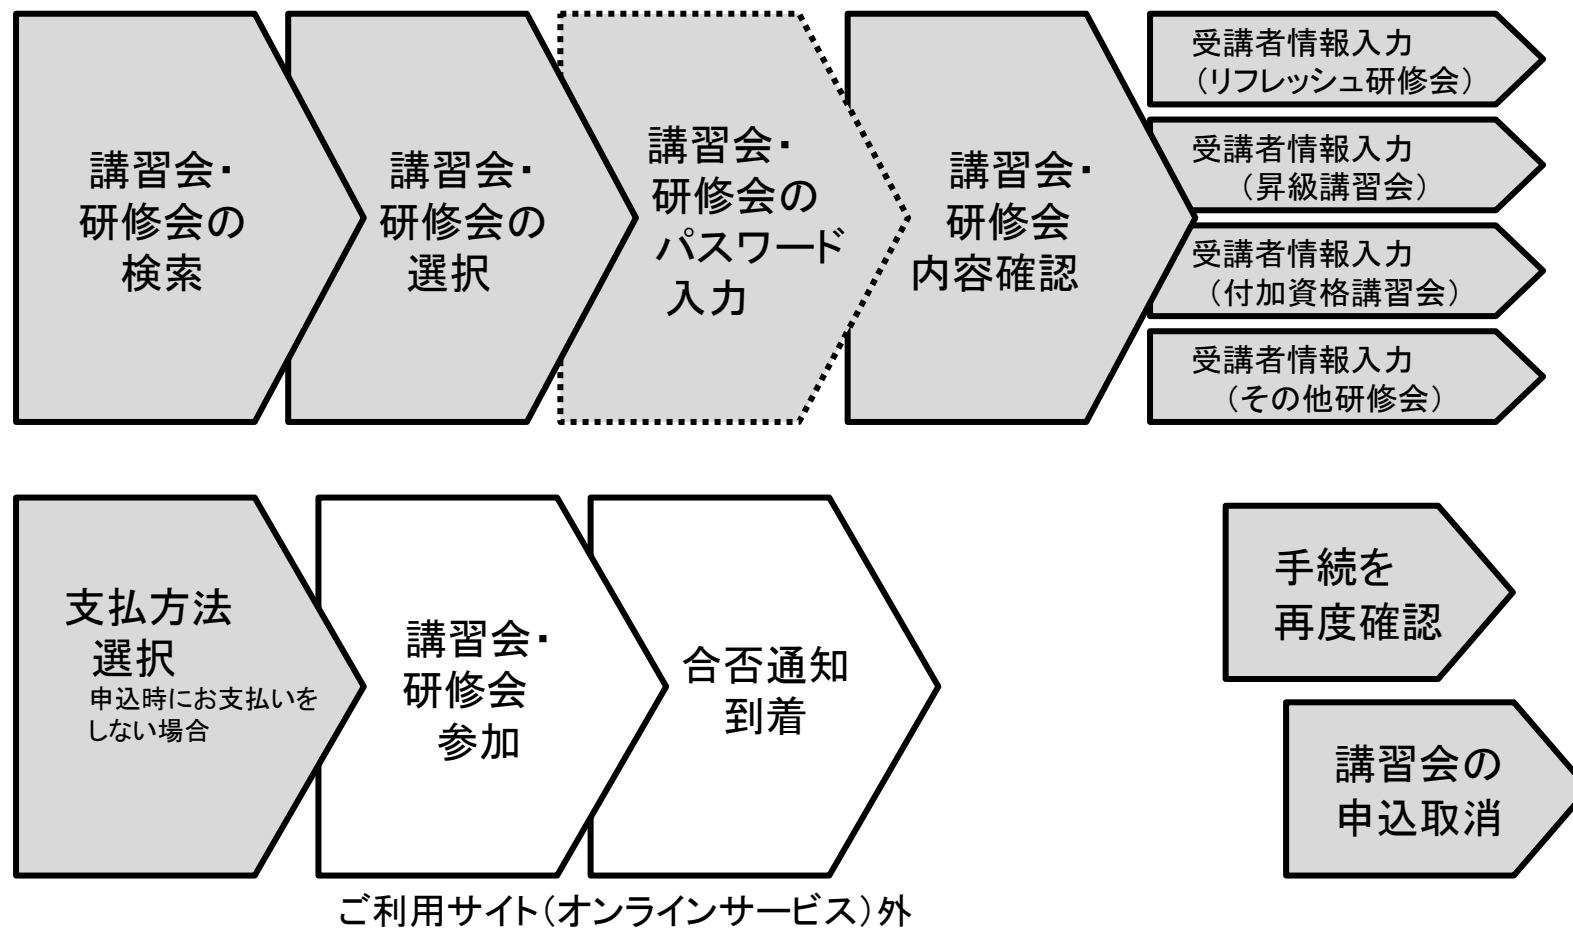 講習会・
研修会の
検索
講習会・
研修会の
選択
講習会・
研修会の
パスワード
入力
講習会・
研修会
内容確認
受講者情報入力
（リフレッシュ研修会）
受講者情報入力
（昇級講習会）
受講者情報入力
（付加資格講習会）
受講者情報入力
（その他研修会）
支払方法
選択
申込時にお支払いを
しない場合
講習会・
研修会
参加
合否通知
到着
手続を
再度確認
講習会の
申込取消
ご利用サイト（オンラインサービス）外